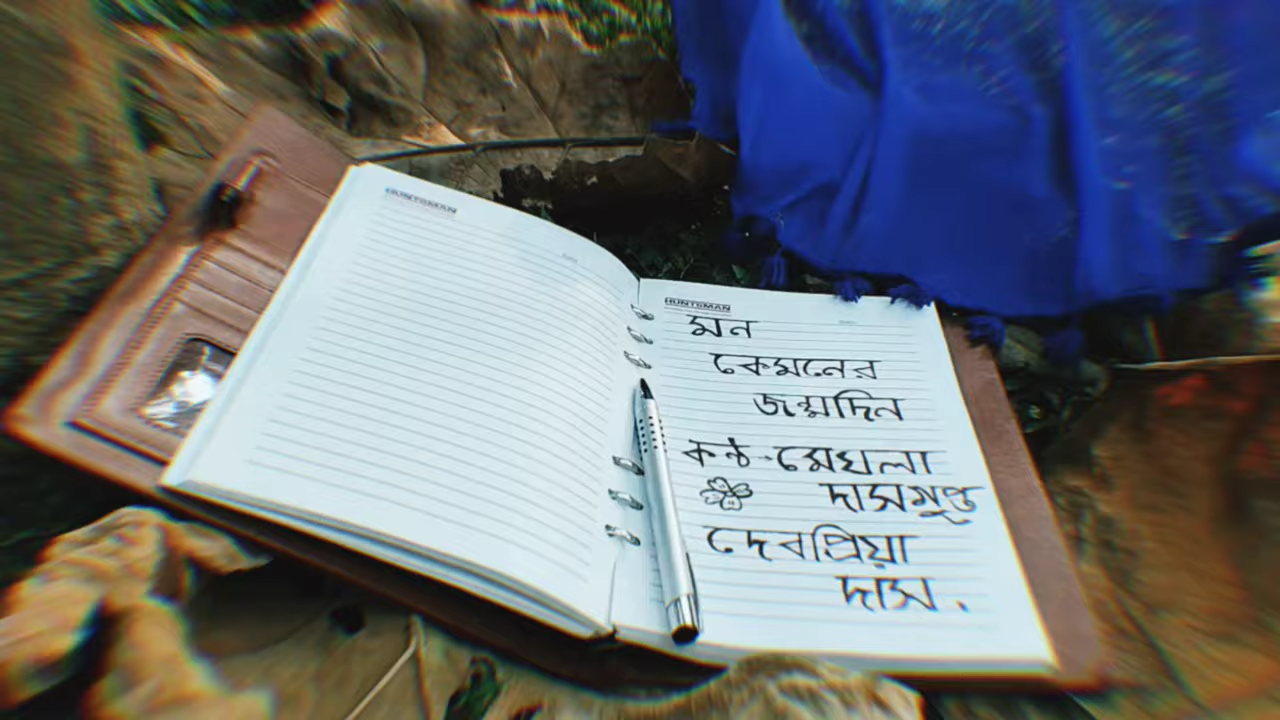 HUNTSMAN
HUNTSMAN
মন
কেমনের
জন্মদিন
কন্ঠ-মেঘলা
দাসগুপ্ত
দেবপ্রিয়া
দাস.